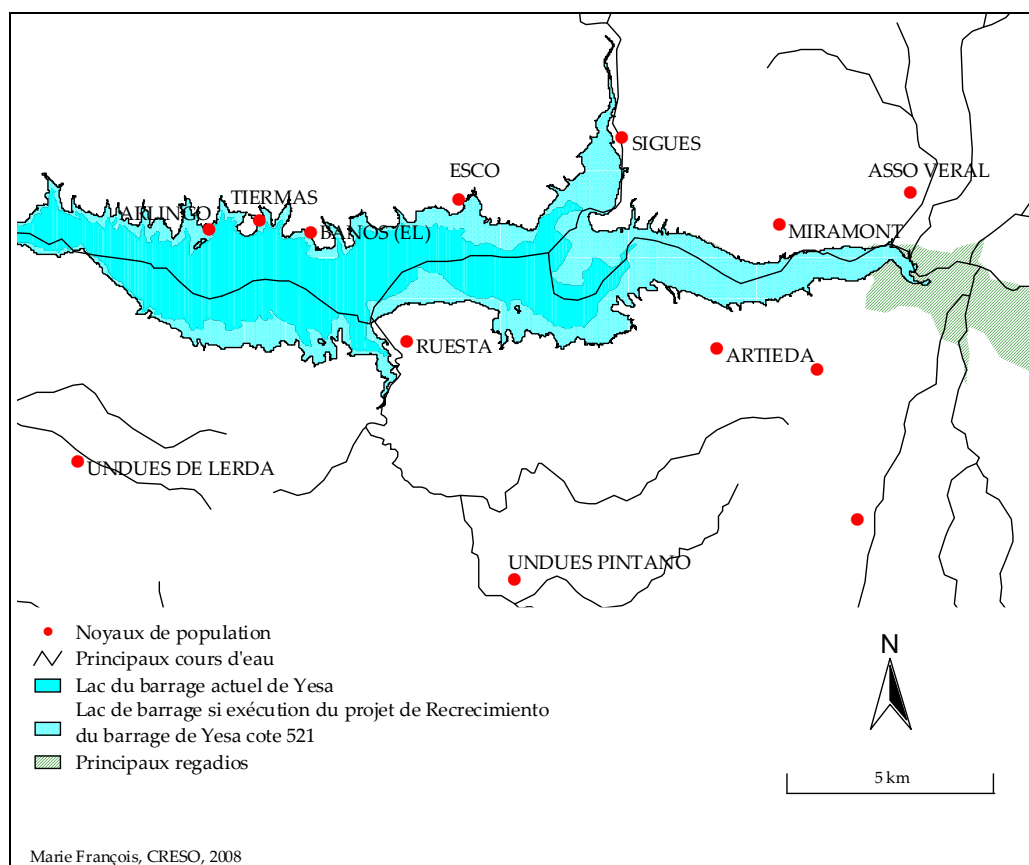 SIGUES
ESCO
ASSO VERAL
TIERMAS
MIRAMONT
BANOS (EL)
RUESTA
ARTIEDA
UNDUES DE LERDA
UNDUES PINTANO
Noyaux de population
Principaux cours d'eau
Lac du barrage actuel de Yesa
Lac de barrage si exécution du projet de Recrecimiento
du barrage de Yesa cote 521
Principaux regadios
N
5 km
Marie François, CRESO, 2008